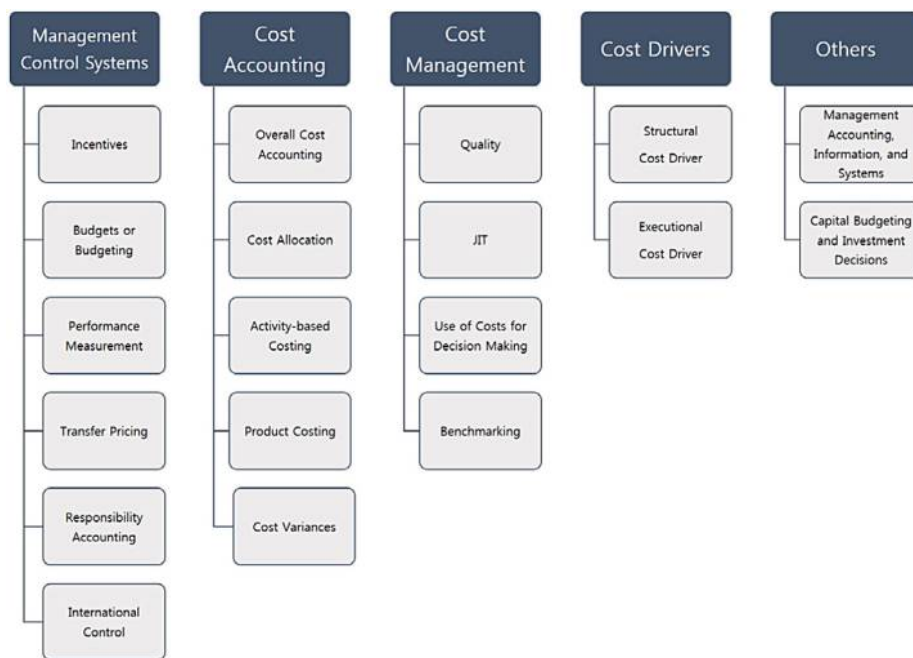 Management
Control Systems
Incentives
Budgets or
Budgeting
Performance
Measurement
Transfer Pricing
Responsibility
Accounting
International
Control
Cost
Accounting
Overall Cost
Accounting
Cost Allocation
Activity-based
Costing
Product Costing
Cost Variances
Cost
Management
Quality
JIT
Use of Costs for
Decision Making
Benchmarking
Cost Drivers
Structural
Cost Driver
Executional
Cost Driver
Others
Management
Accounting,
Information, and
Systems
Capital Budgeting
and Investment
Decisions